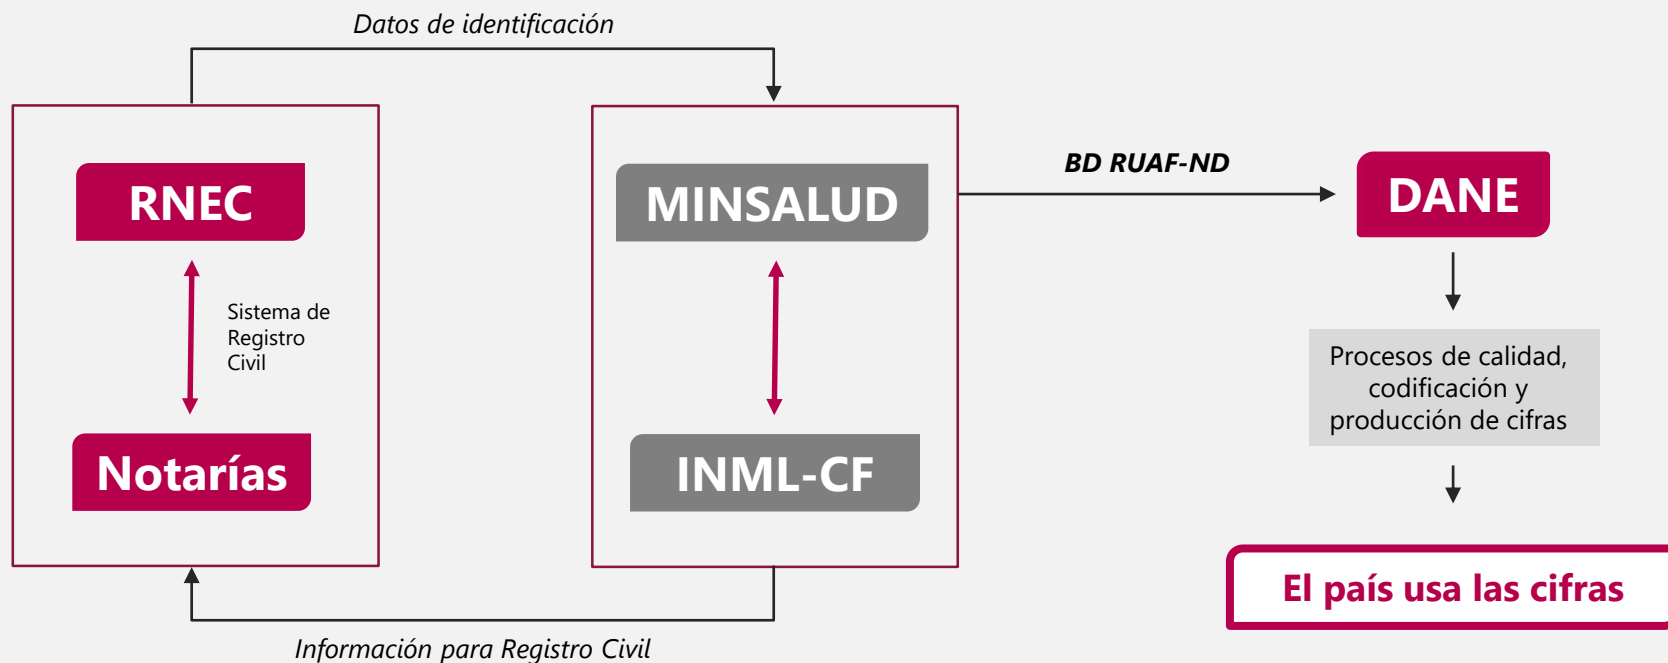 Datos de identificación
RNEC
Sistema de
Registro
Civil
Notarías
MINSALUD
INML-CF
Información para Registro Civil
BD RUAF-ND
DANE
Procesos de calidad,
codificación y
producción de cifras
El país usa las cifras